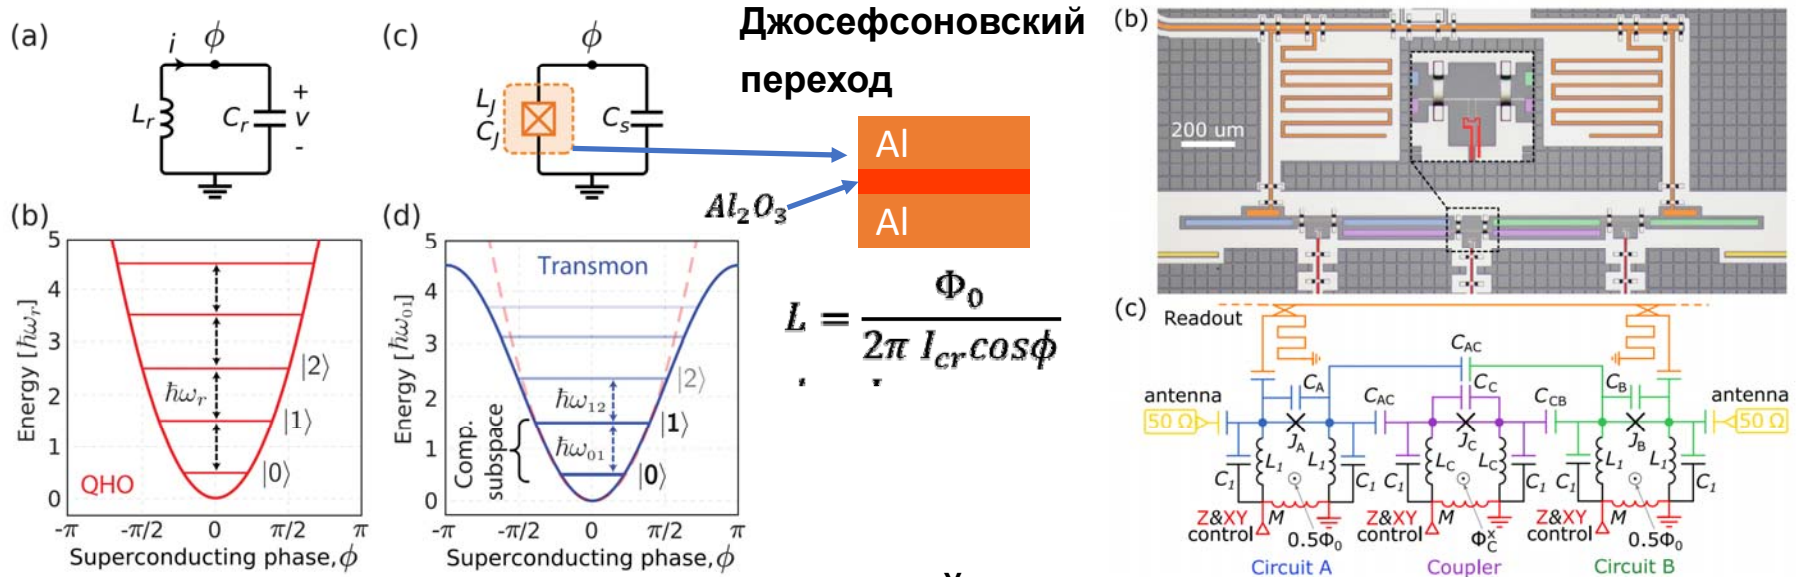 (a)
i
ϕ
L_r
C_r
+
v
-
(b)
Energy [ℏω_r]
5
4
3
2
1
0
ℏω_r
|2⟩
|1⟩
|0⟩
QHO
-π
-π/2
0
π/2
π
Superconducting phase, ϕ
(c)
ϕ
L_J
C_J
C_s
(d)
Energy [ℏω_01]
5
4
3
2
1
0
Transmon
ℏω_12
|2⟩
|1⟩
ℏω_01
|0⟩
Comp.
subspace
-π
-π/2
0
π/2
π
Superconducting phase, ϕ
Джосефсоновский
переход
Al
Al_2O_3
Al
L = Φ_0 / 2π I_cr cosϕ
(b)
200 um
(c)
Readout
C_AC
antenna
50 Ω
C_A
J_A
C_AC
C_C
J_C
C_CB
C_B
J_B
antenna
50 Ω
C_1
L_1
L_1
C_1
C_1
L_C
L_C
C_1
C_1
L_1
L_1
C_1
M
M
M
Z&XY
control
0.5Φ_0
Z&XY
control
Φ_C^x
Z&XY
control
0.5Φ_0
Circuit A
Coupler
Circuit B